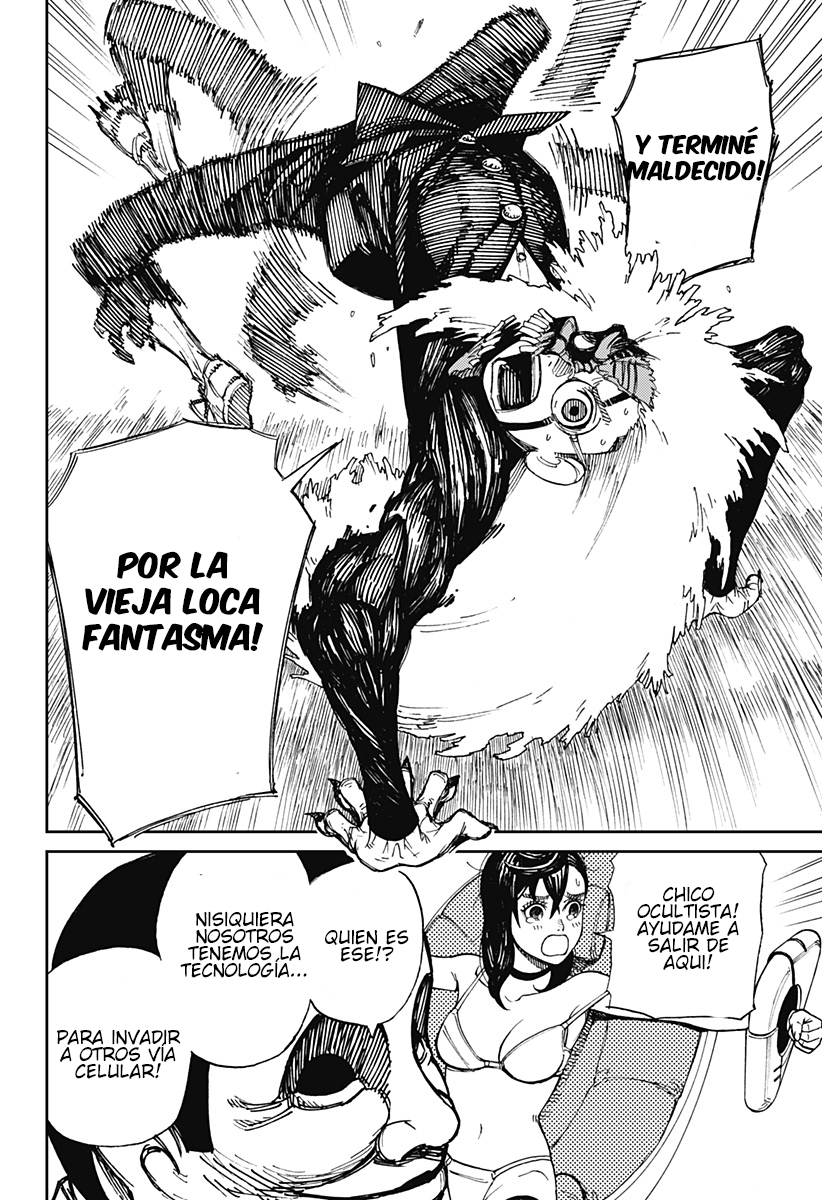 Y TERMINÉ
MALDECIDO!
POR LA
VIEJA LOCA
FANTASMA!
CHICO
OCULTISTA!
AYUDAME A
SALIR DE
AQUI!
QUIEN ES
ESE!?
NISIQUIERA
NOSOTROS
TENEMOS LA
TECNOLOGÍA...
PARA INVADIR
A OTROS VÍA
CELULAR!